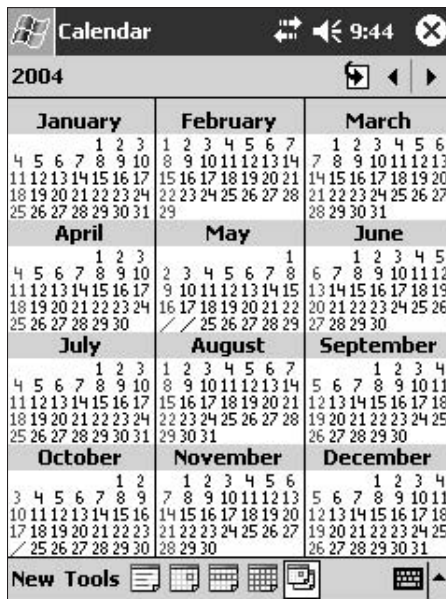 Calendar 9:44
2004
January February March
1 2 3 1 2 3 4 5 6 7 1 2 3 4 5 6
4 5 6 7 8 9 10 8 9 10 11 12 13 14 7 8 9 10 11 12 13
11 12 13 14 15 16 17 15 16 17 18 19 20 21 14 15 16 17 18 19 20
18 19 20 21 22 23 24 22 23 24 25 26 27 28 21 22 23 24 25 26 27
25 26 27 28 29 30 31 29 28 29 30 31
April May June
1 2 3 1 1 2 3 4 5
4 5 6 7 8 9 10 2 3 4 5 6 7 8 6 7 8 9 10 11 12
11 12 13 14 15 16 17 9 10 11 12 13 14 15 13 14 15 16 17 18 19
18 19 20 21 22 23 24 16 17 18 19 20 21 22 20 21 22 23 24 25 26
25 26 27 28 29 30 / / 25 26 27 28 29 27 28 29 30
July August September
1 2 3 1 2 3 4 5 6 7 1 2 3 4
4 5 6 7 8 9 10 8 9 10 11 12 13 14 5 6 7 8 9 10 11
11 12 13 14 15 16 17 15 16 17 18 19 20 21 12 13 14 15 16 17 18
18 19 20 21 22 23 24 22 23 24 25 26 27 28 19 20 21 22 23 24 25
25 26 27 28 29 30 31 29 30 31 26 27 28 29 30
October November December
1 2 1 2 3 4 5 6 1 2 3 4
3 4 5 6 7 8 9 7 8 9 10 11 12 13 5 6 7 8 9 10 11
10 11 12 13 14 15 16 14 15 16 17 18 19 20 12 13 14 15 16 17 18
17 18 19 20 21 22 23 21 22 23 24 25 26 27 19 20 21 22 23 24 25
/ 25 26 27 28 29 30 28 29 30 26 27 28 29 30 31
New Tools